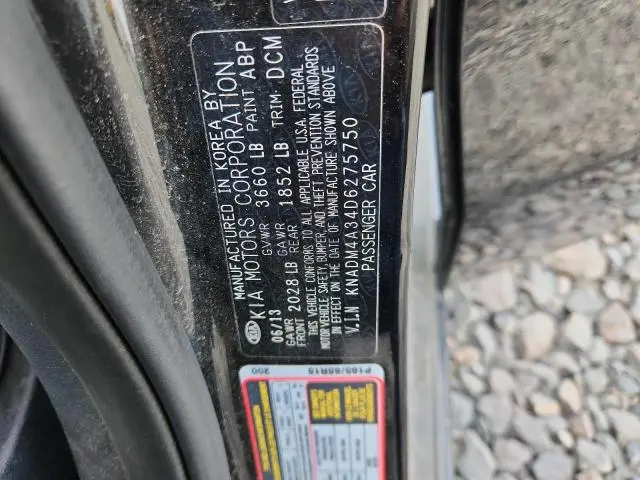 MANUFACTURED IN KOREA BY
KIA MOTORS CORPORATION
06/13 GVWR 3660 LB PAINT ABP
GAWR FRONT 2028 LB GAWR REAR 1852 LB TRIM DCM
THIS VEHICLE CONFORMS TO ALL APPLICABLE U.S.A. FEDERAL
MOTOR VEHICLE SAFETY, BUMPER, AND THEFT PREVENTION STANDARDS
IN EFFECT ON THE DATE OF MANUFACTURE SHOWN ABOVE
V.I.N KNADM4A34D6275750
PASSENGER CAR
P185/65R15
200